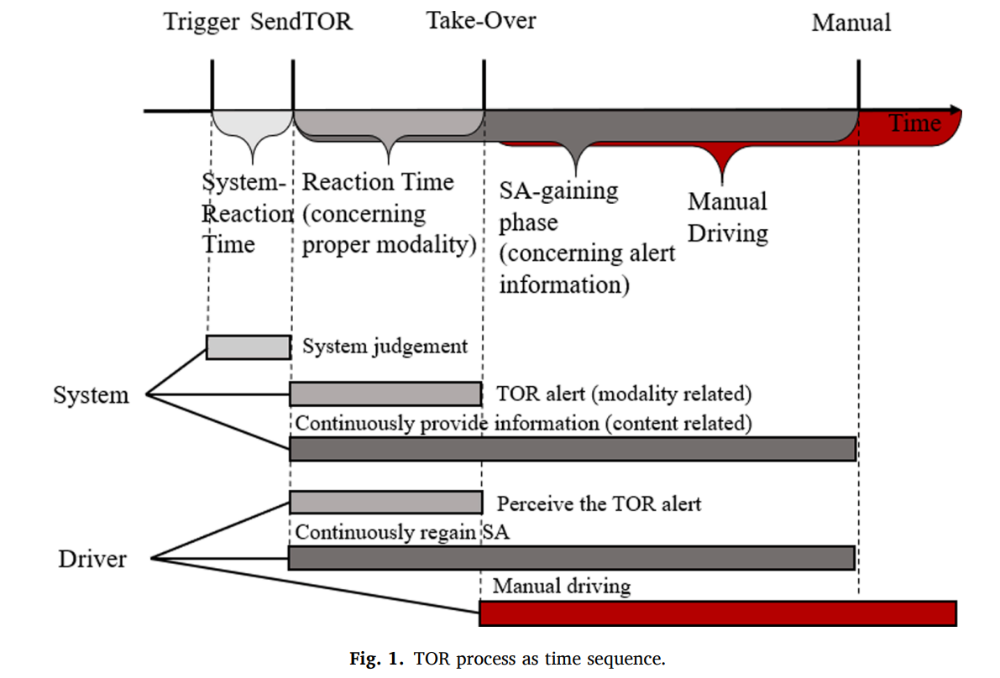 Trigger SendTOR Take-Over Manual
Time
System-
Reaction
Time
Reaction Time
(concerning
proper modality)
SA-gaining
phase
(concerning alert
information)
Manual
Driving
System
System judgement
TOR alert (modality related)
Continuously provide information (content related)
Driver
Perceive the TOR alert
Continuously regain SA
Manual driving
Fig. 1. TOR process as time sequence.